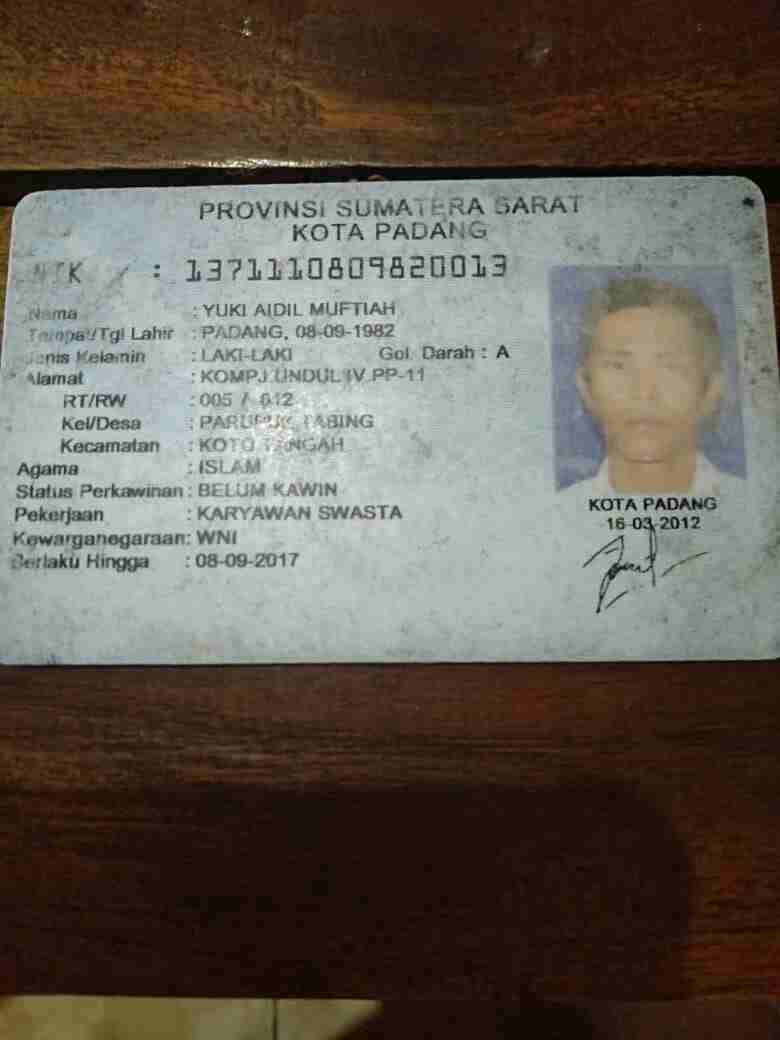 PROVINSI SUMATERA BARAT
KOTA PADANG
NIK : 1371110809820013
Nama : YUKI AIDIL MUFTIAH
Tempat/Tgl Lahir : PADANG, 08-09-1982
Jenis Kelamin : LAKI-LAKI Gol. Darah : A
Alamat : KOMP.J UNDUL IV PP-11
RT/RW : 005 / 012
Kel/Desa : PARUPUK TABING
Kecamatan : KOTO TANGAH
Agama : ISLAM
Status Perkawinan : BELUM KAWIN
Pekerjaan : KARYAWAN SWASTA
Kewarganegaraan: WNI
Berlaku Hingga : 08-09-2017
KOTA PADANG
16-03-2012